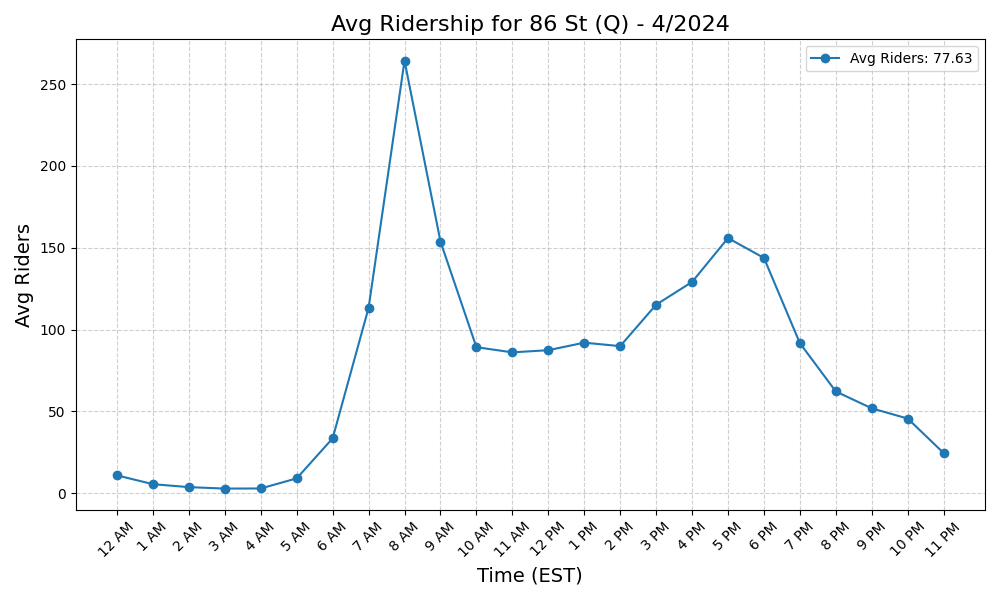 Avg Ridership for 86 St (Q) - 4/2024
Avg Riders: 77.63
Avg Riders
250
200
150
100
50
0
12 AM
1 AM
2 AM
3 AM
4 AM
5 AM
6 AM
7 AM
8 AM
9 AM
10 AM
11 AM
12 PM
1 PM
2 PM
3 PM
4 PM
5 PM
6 PM
7 PM
8 PM
9 PM
10 PM
11 PM
Time (EST)